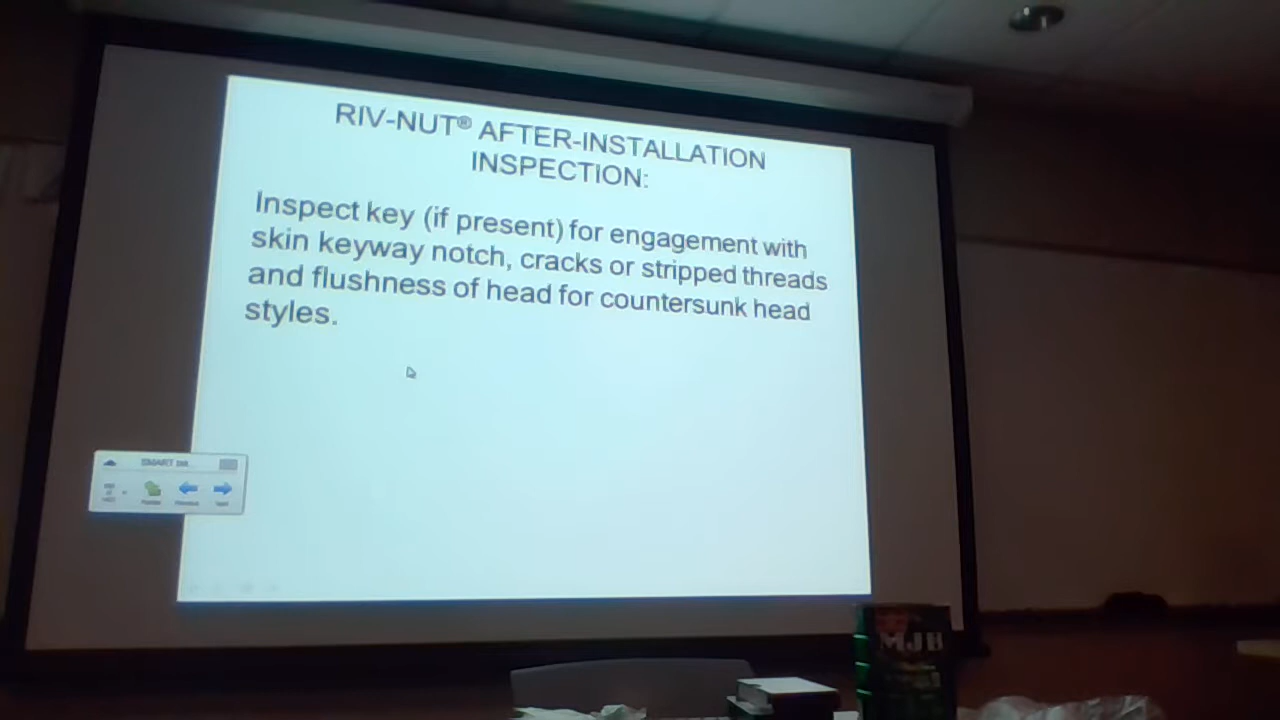 RIV-NUT® AFTER-INSTALLATION
INSPECTION:
Inspect key (if present) for engagement with
skin keyway notch, cracks or stripped threads
and flushness of head for countersunk head
styles.
SMART
MJB